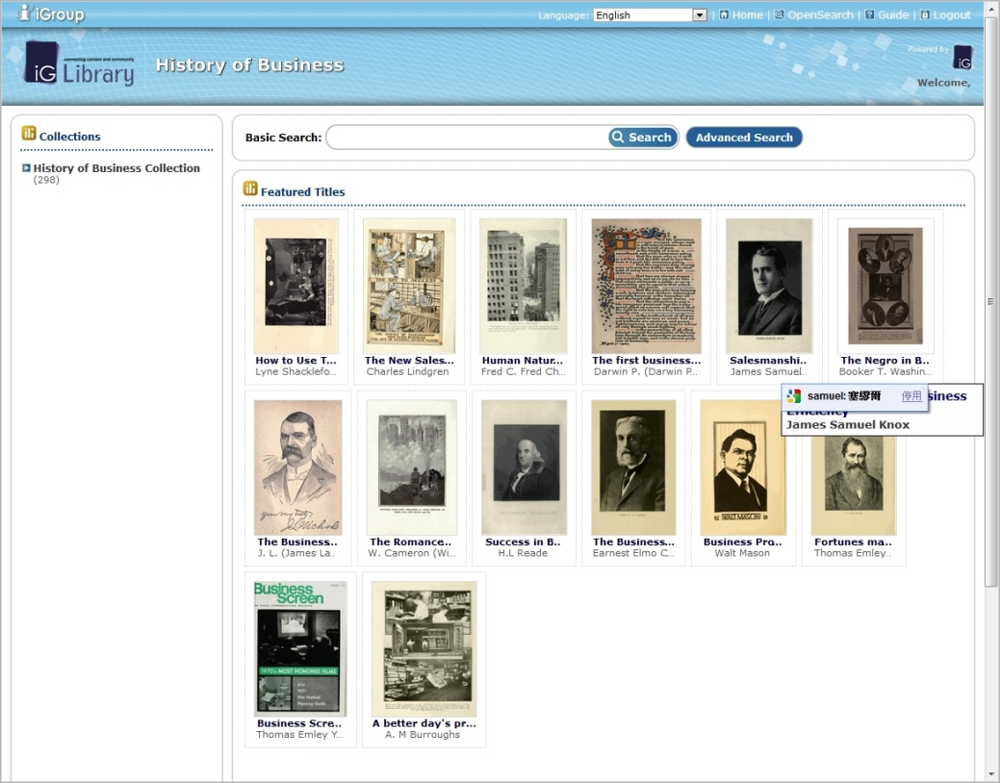 iGroup
Language: English | Home | OpenSearch | Guide | Logout
connecting content and community
iG Library
History of Business
Powered by iG
Welcome,
Collections
History of Business Collection
(298)
Basic Search: Search Advanced Search
Featured Titles
How to Use T...
Lyne Shacklefo...
The New Sales...
Charles Lindgren
Human Natur...
Fred C. Fred Ch...
The first business...
Darwin P. (Darwin P...
Salesmanshi..
James Samuel.
The Negro in B..
Booker T. Washin..
samuel: 塞繆爾 停用
siness
Efficiency
James Samuel Knox
The Business..
J. L. (James La..
The Romance..
W. Cameron (Wi...
Success in B..
H.L Reade
The Business...
Earnest Elmo C...
WALT MASON
Business Pro..
Walt Mason
Fortunes ma..
Thomas Emley..
Business
Screen
1970's MOST HONORED FILMS
Business Scre..
Thomas Emley Y...
A better day's pr...
A. M Burroughs